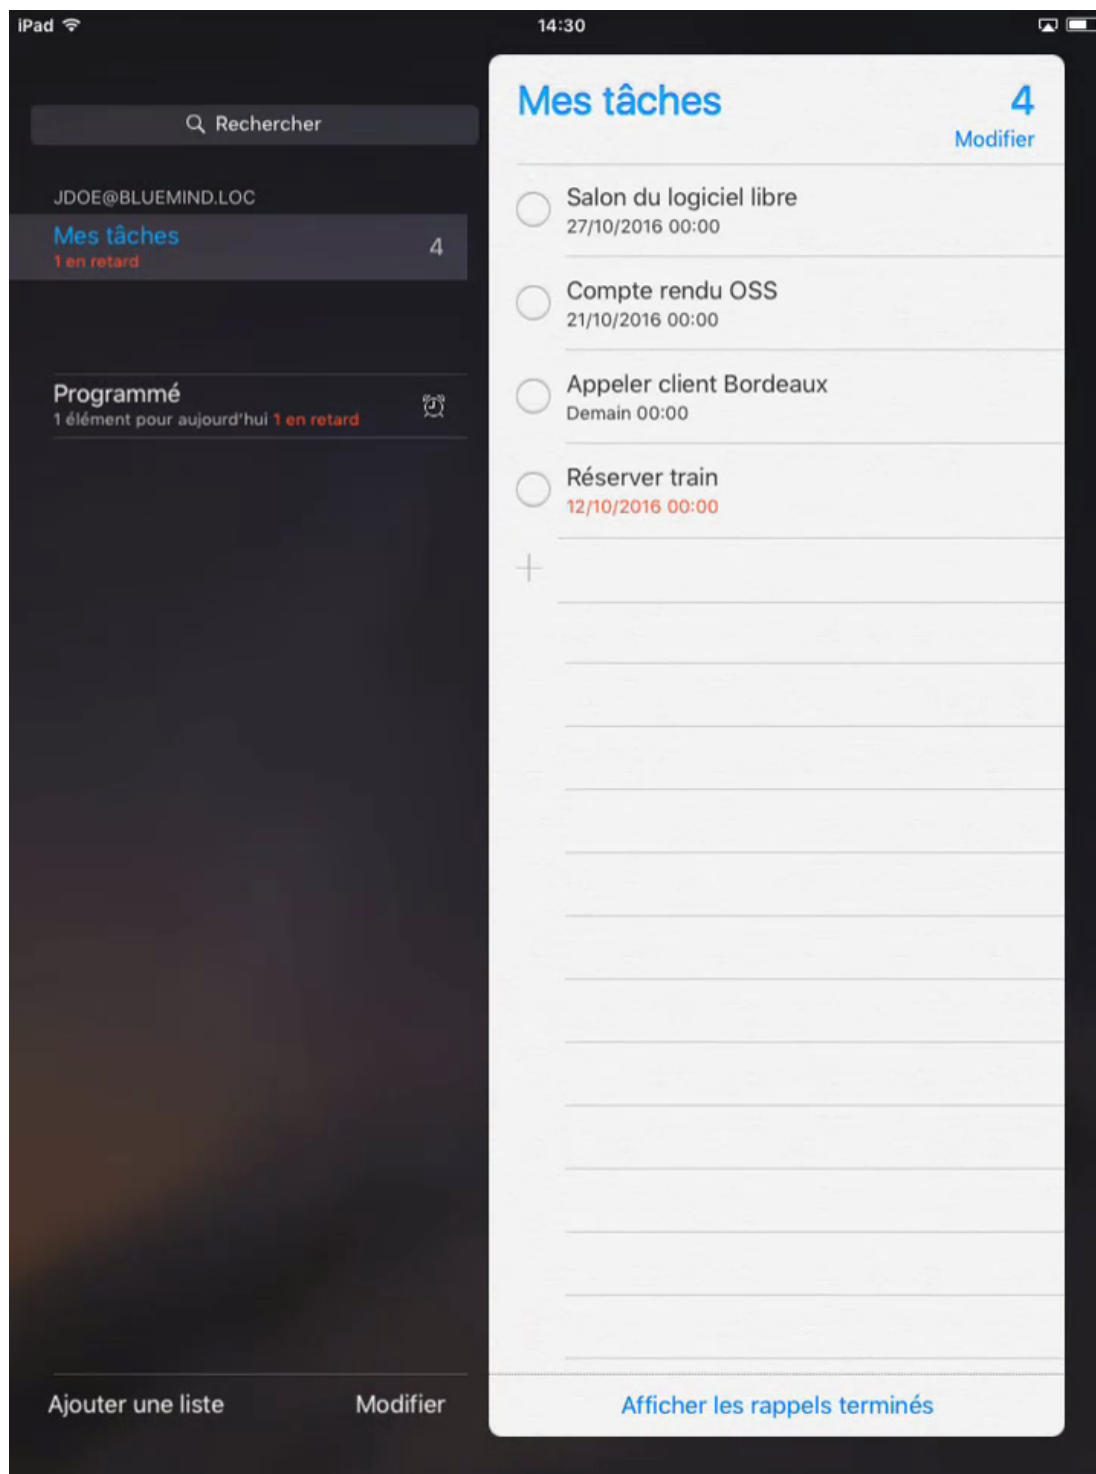 iPad 14:30
Rechercher
JDOE@BLUEMIND.LOC
Mes tâches 4
1 en retard
Programmé
1 élément pour aujourd'hui 1 en retard
Ajouter une liste Modifier
Mes tâches 4
Modifier
Salon du logiciel libre
27/10/2016 00:00
Compte rendu OSS
21/10/2016 00:00
Appeler client Bordeaux
Demain 00:00
Réserver train
12/10/2016 00:00
Afficher les rappels terminés